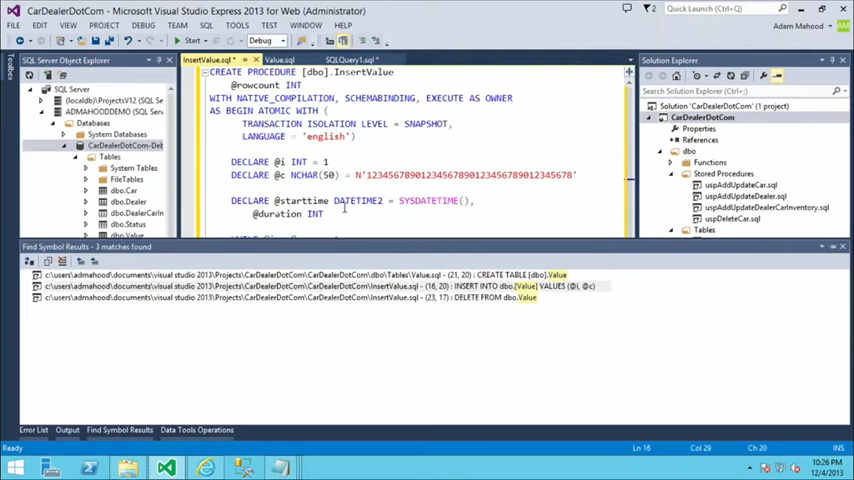 CarDealerDotCom - Microsoft Visual Studio Express 2013 for Web (Administrator)
2
Quick Launch (Ctrl+Q)
FILE EDIT VIEW PROJECT DEBUG TEAM SQL TOOLS TEST WINDOW HELP
Adam Mahood
Start
Debug
Toolbox
SQL Server Object Explorer
SQL Server
(localdb)\ProjectsV12 (SQL Server
ADMAHOODDEMO (SQL Server
Databases
System Databases
CarDealerDotCom-Deb
Tables
System Tables
FileTables
dbo.Car
dbo.Dealer
dbo.DealerCarIn
dbo.Status
dbo.Value
InsertValue.sql*
Value.sql
SQLQuery1.sql *
CREATE PROCEDURE [dbo].InsertValue
@rowcount INT
WITH NATIVE_COMPILATION, SCHEMABINDING, EXECUTE AS OWNER
AS BEGIN ATOMIC WITH (
TRANSACTION ISOLATION LEVEL = SNAPSHOT,
LANGUAGE = 'english')
DECLARE @i INT = 1
DECLARE @c NCHAR(50) = N'12345678901234567890123456789012345678'
DECLARE @starttime DATETIME2 = SYSDATETIME(),
@duration INT
Solution Explorer
Search Solution Explorer (Ctrl+;)
Solution 'CarDealerDotCom' (1 project)
CarDealerDotCom
Properties
References
dbo
Functions
Stored Procedures
uspAddUpdateCar.sql
uspAddUpdateDealer.sql
uspAddUpdateDealerCarInventory.sql
uspDeleteCar.sql
Tables
Find Symbol Results - 3 matches found
c:\users\admahood\documents\visual studio 2013\Projects\CarDealerDotCom\CarDealerDotCom\dbo\Tables\Value.sql - (21, 20) : CREATE TABLE [dbo].Value
c:\users\admahood\documents\visual studio 2013\Projects\CarDealerDotCom\CarDealerDotCom\InsertValue.sql - (16, 20) : INSERT INTO dbo.[Value] VALUES (@i, @c)
c:\users\admahood\documents\visual studio 2013\Projects\CarDealerDotCom\CarDealerDotCom\InsertValue.sql - (23, 17) : DELETE FROM dbo.Value
Error List Output Find Symbol Results Data Tools Operations
Ready
Ln 16 Col 29 Ch 20 INS
10:26 PM
12/4/2013